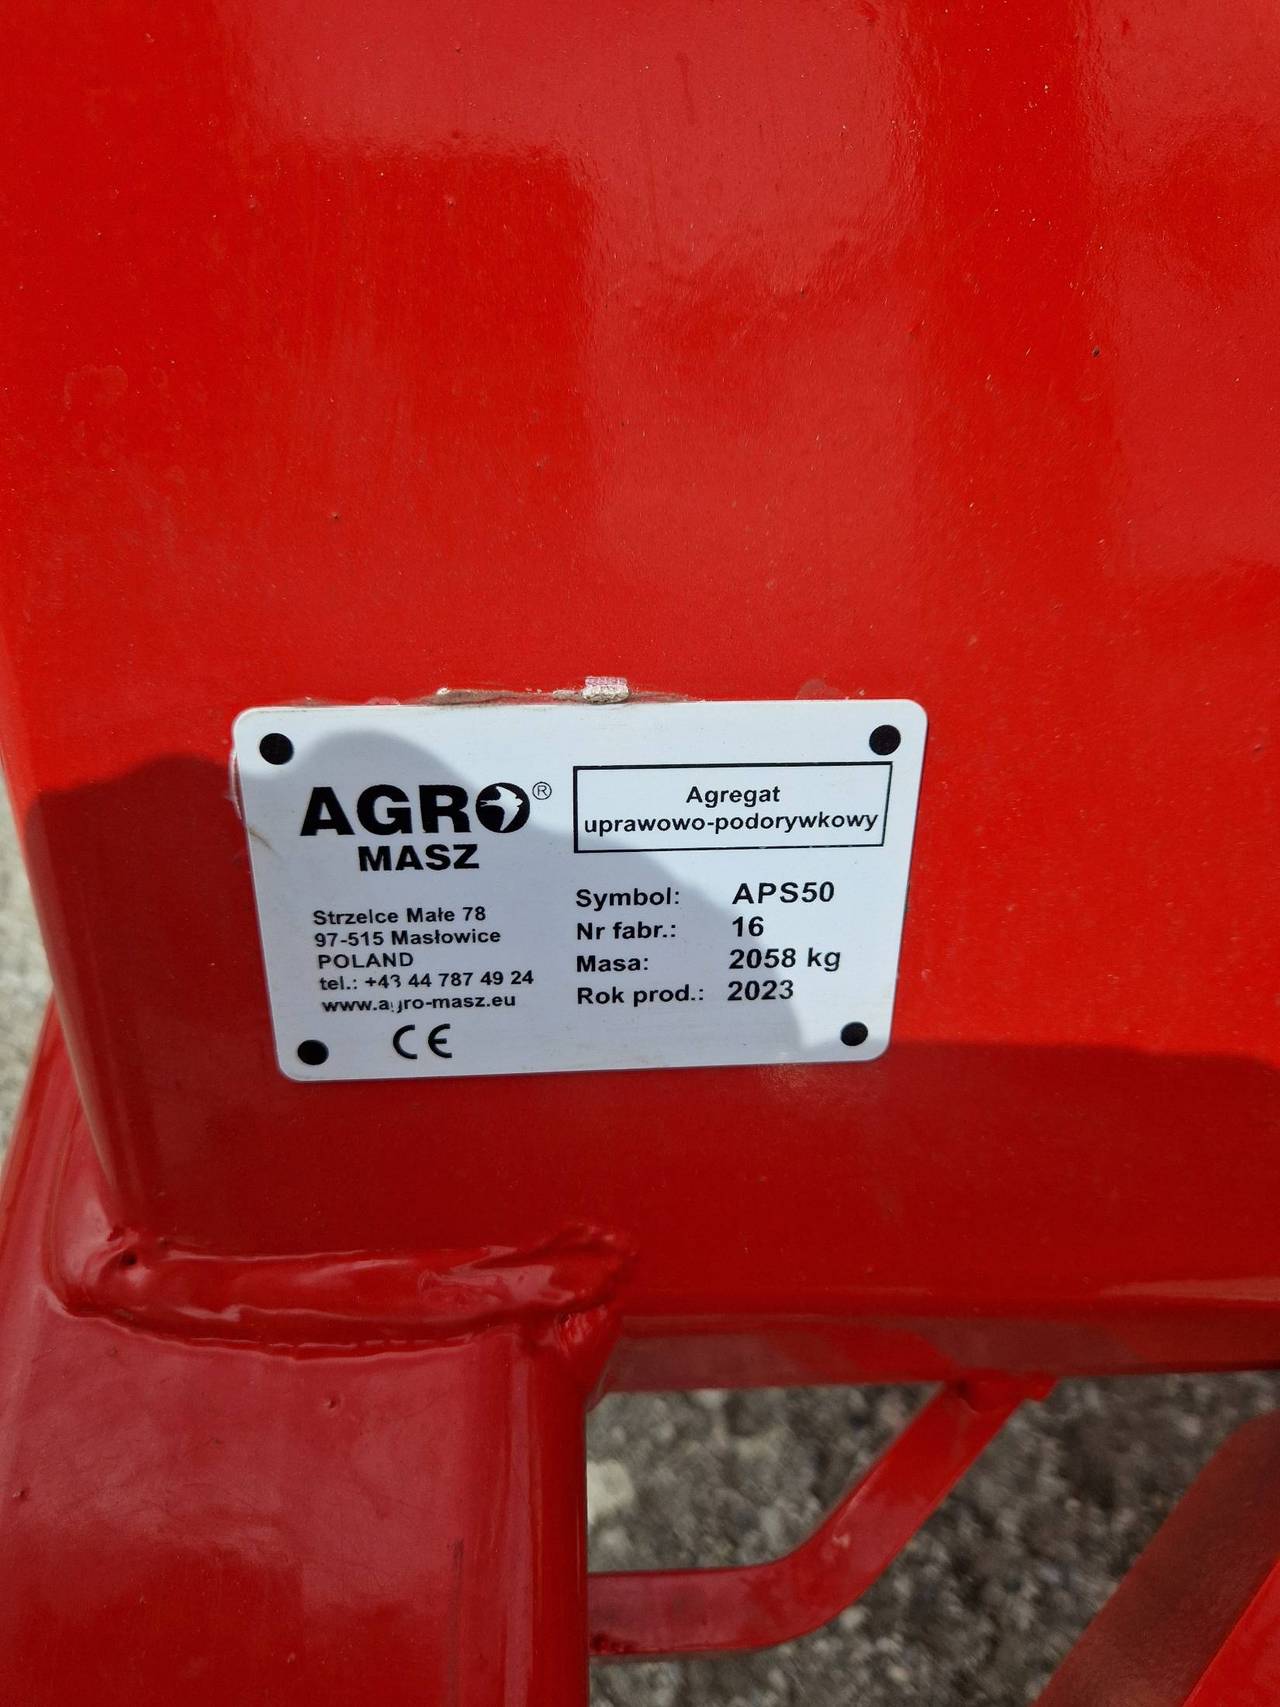 AGRO®
MASZ
Strzelce Małe 78
97-515 Masłowice
POLAND
tel.: +48 44 787 49 24
www.agro-masz.eu
CE
Agregat
uprawowo-podorywkowy
Symbol: APS50
Nr fabr.: 16
Masa: 2058 kg
Rok prod.: 2023